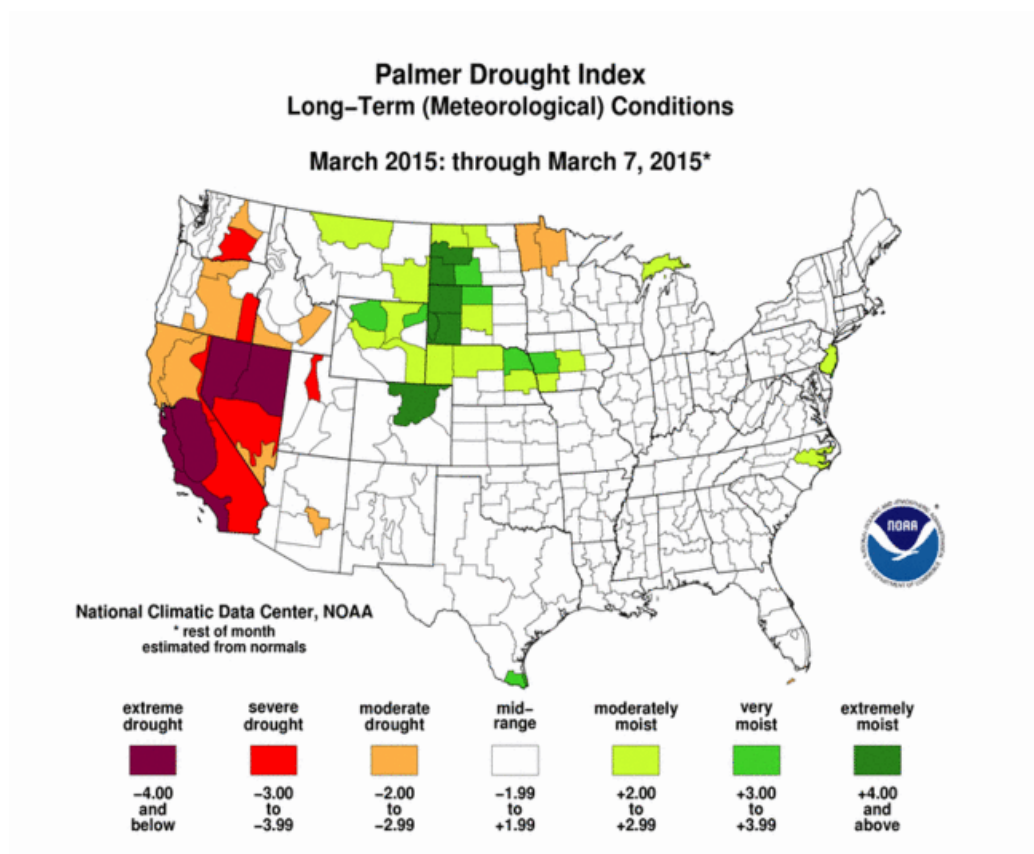 Palmer Drought Index
Long−Term (Meteorological) Conditions
March 2015: through March 7, 2015*
NOAA
National Climatic Data Center, NOAA
* rest of month
estimated from normals
extreme drought
severe drought
moderate drought
mid− range
moderately moist
very moist
extremely moist
−4.00 and below
−3.00 to −3.99
−2.00 to −2.99
−1.99 to +1.99
+2.00 to +2.99
+3.00 to +3.99
+4.00 and above